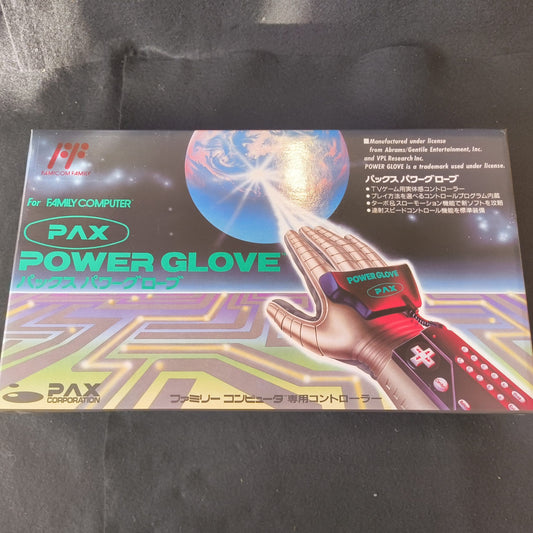 FAMICOM FAMILY
For FAMILY COMPUTER
PAX
POWER GLOVE
パックス パワーグローブ
■Manufactored under license
from Abrams/Gentile Entertainment, Inc.
and VPL Research Inc.
POWER GLOVE is a trademark used under license.
パックス パワーグローブ
● TVゲーム用実体感コントローラー
● プレイ方法を選べるコントロールプログラム内蔵
● ターボ&スローモーション機能で新ソフトを攻略
● 連射スピードコントロール機能を標準装備
POWER GLOVE
PAX
PAX
CORPORATION
ファミリー コンピュータ 専用コントローラー